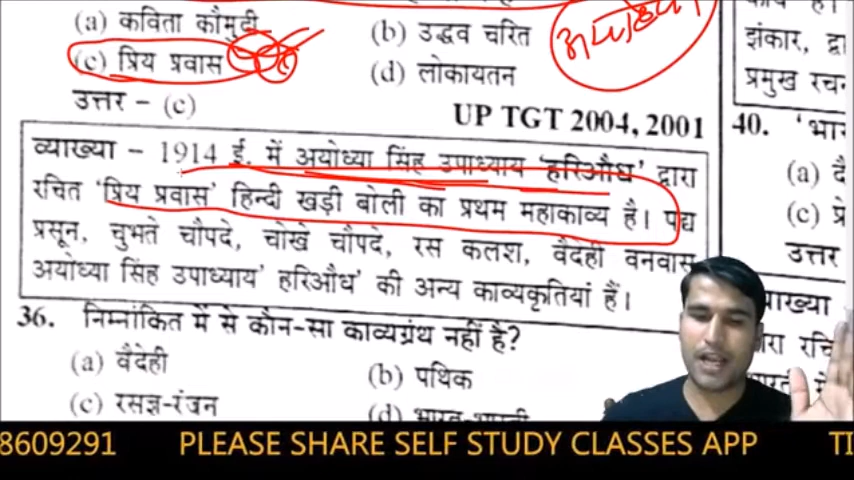 (a) कविता कौमुदी
(b) उद्धव चरित
(c) प्रिय प्रवास
(d) लोकायतन
उत्तर – (c)
UP TGT 2004, 2001
व्याख्या – 1914 ई. में अयोध्या सिंह उपाध्याय 'हरिऔध' द्वारा
रचित 'प्रिय प्रवास' हिन्दी खड़ी बोली का प्रथम महाकाव्य है। पद्य
प्रसून, चुभते चौपदे, चोखे चौपदे, रस कलश, वैदेही वनवास
अयोध्या सिंह उपाध्याय' हरिऔध' की अन्य काव्यकृतियां हैं।
36. निम्नांकित में से कौन-सा काव्यग्रंथ नहीं है?
(a) वैदेही
(b) पथिक
(c) रसज्ञ-रंजन
(d)
झंकार, द्वा
प्रमुख रचन
40. 'भार
(a)
(c) प्रे
उत्तर
8609291 PLEASE SHARE SELF STUDY CLASSES APP TI